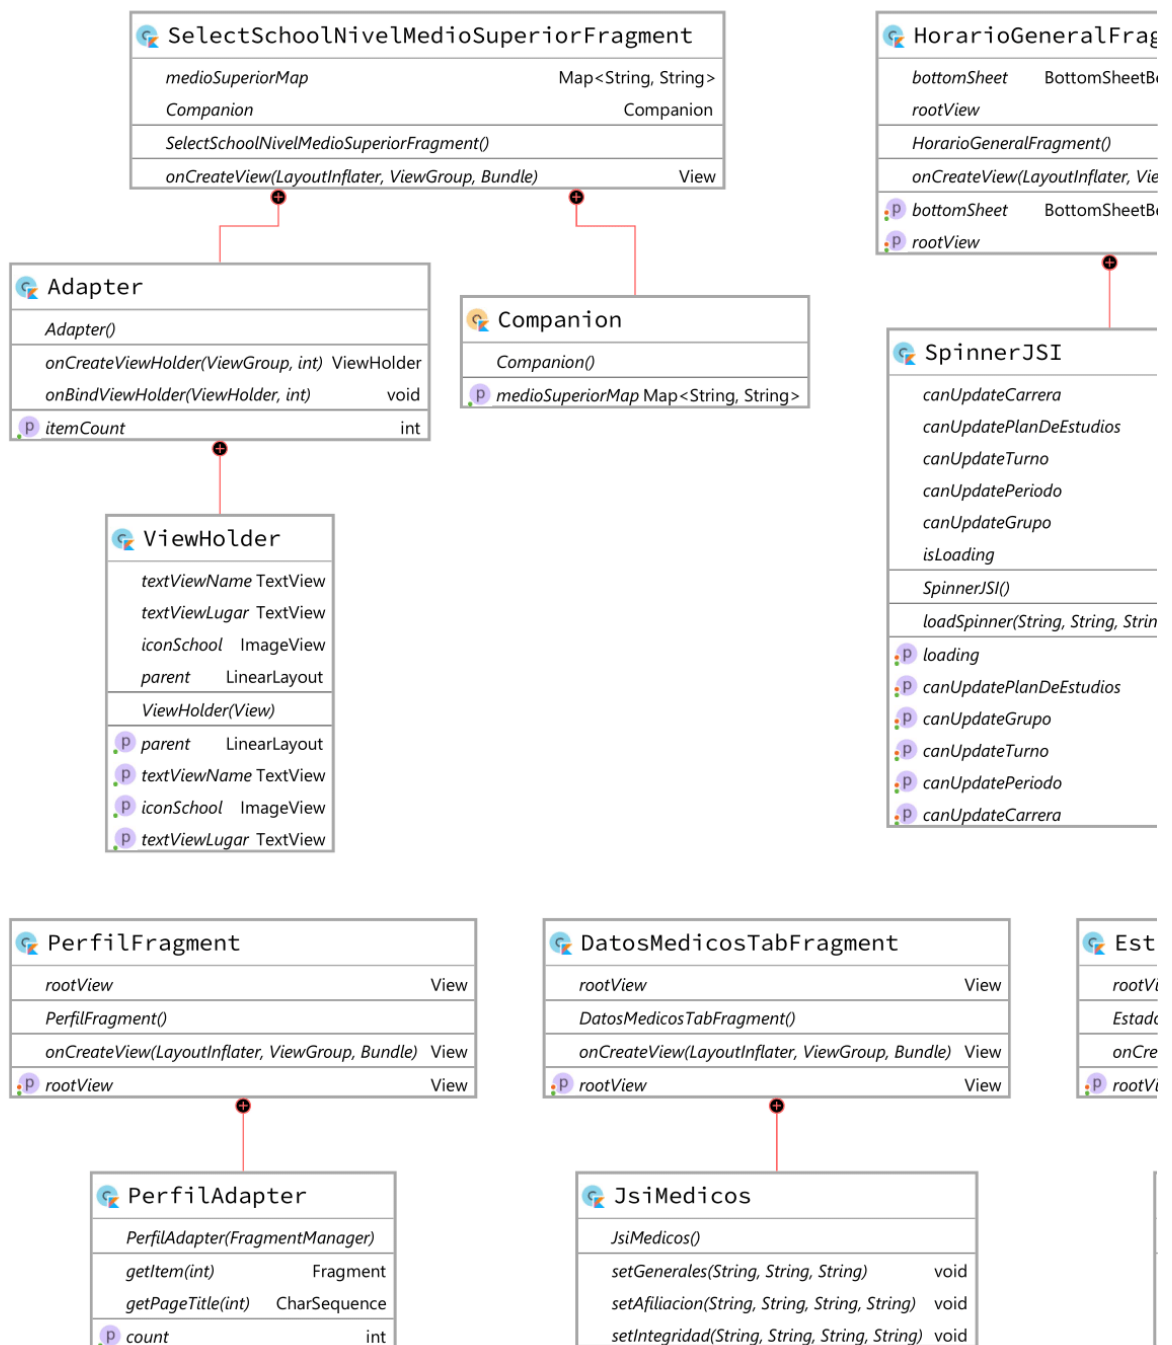 SelectSchoolNivelMedioSuperiorFragment
medioSuperiorMap Map<String, String>
Companion Companion
SelectSchoolNivelMedioSuperiorFragment()
onCreateView(LayoutInflater, ViewGroup, Bundle) View
HorarioGeneralFrag
bottomSheet BottomSheetBe
rootView
HorarioGeneralFragment()
onCreateView(LayoutInflater, Vie
p bottomSheet BottomSheetBe
p rootView
Adapter
Adapter()
onCreateViewHolder(ViewGroup, int) ViewHolder
onBindViewHolder(ViewHolder, int) void
p itemCount int
Companion
Companion()
p medioSuperiorMap Map<String, String>
SpinnerJSI
canUpdateCarrera
canUpdatePlanDeEstudios
canUpdateTurno
canUpdatePeriodo
canUpdateGrupo
isLoading
SpinnerJSI()
loadSpinner(String, String, Strin
p loading
p canUpdatePlanDeEstudios
p canUpdateGrupo
p canUpdateTurno
p canUpdatePeriodo
p canUpdateCarrera
ViewHolder
textViewName TextView
textViewLugar TextView
iconSchool ImageView
parent LinearLayout
ViewHolder(View)
p parent LinearLayout
p textViewName TextView
p iconSchool ImageView
p textViewLugar TextView
PerfilFragment
rootView View
PerfilFragment()
onCreateView(LayoutInflater, ViewGroup, Bundle) View
p rootView View
DatosMedicosTabFragment
rootView View
DatosMedicosTabFragment()
onCreateView(LayoutInflater, ViewGroup, Bundle) View
p rootView View
Est
rootVi
Estado
onCre
p rootVi
PerfilAdapter
PerfilAdapter(FragmentManager)
getItem(int) Fragment
getPageTitle(int) CharSequence
p count int
JsiMedicos
JsiMedicos()
setGenerales(String, String, String) void
setAfiliacion(String, String, String, String) void
setIntegridad(String, String, String, String) void